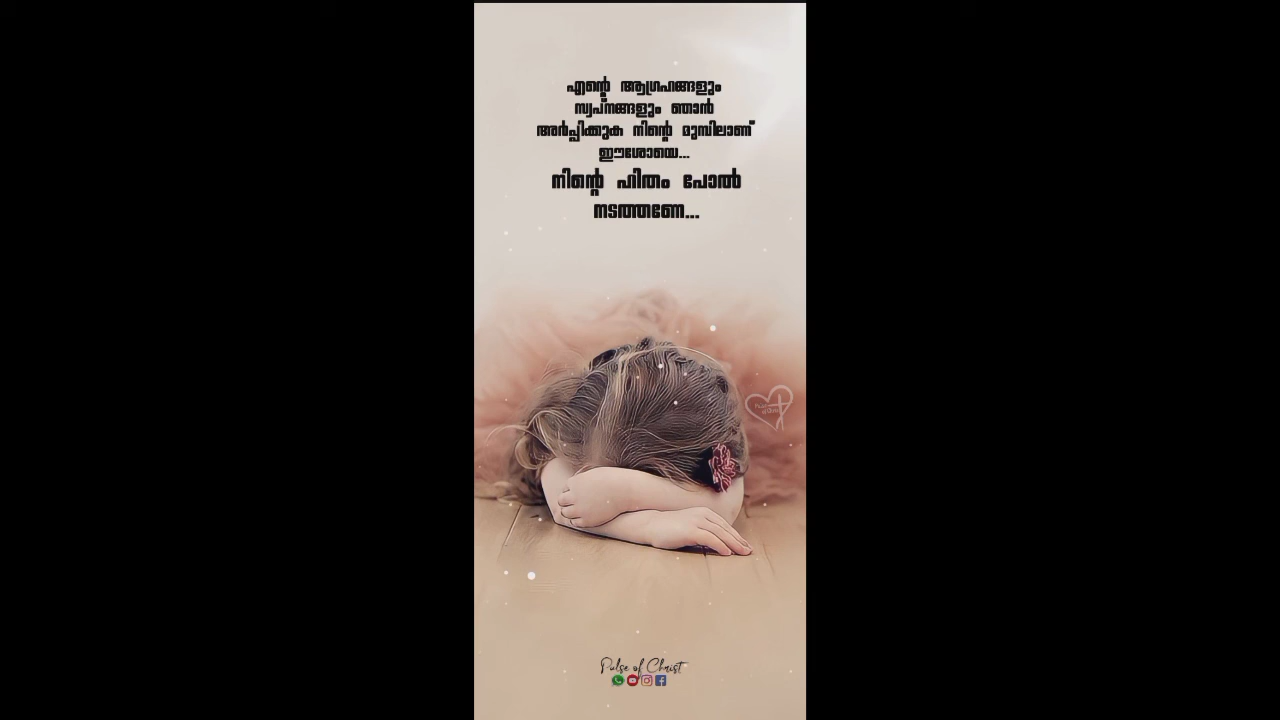 എന്റെ ആഗ്രഹങ്ങളും
സ്വപ്നങ്ങളും ഞാൻ
അർപ്പിക്കുക നിന്റെ മുമ്പിലാണ്
ഈശോയെ...
നിന്റെ ഹിതം പോൽ
നടത്തണേ...
Pulse of Christ